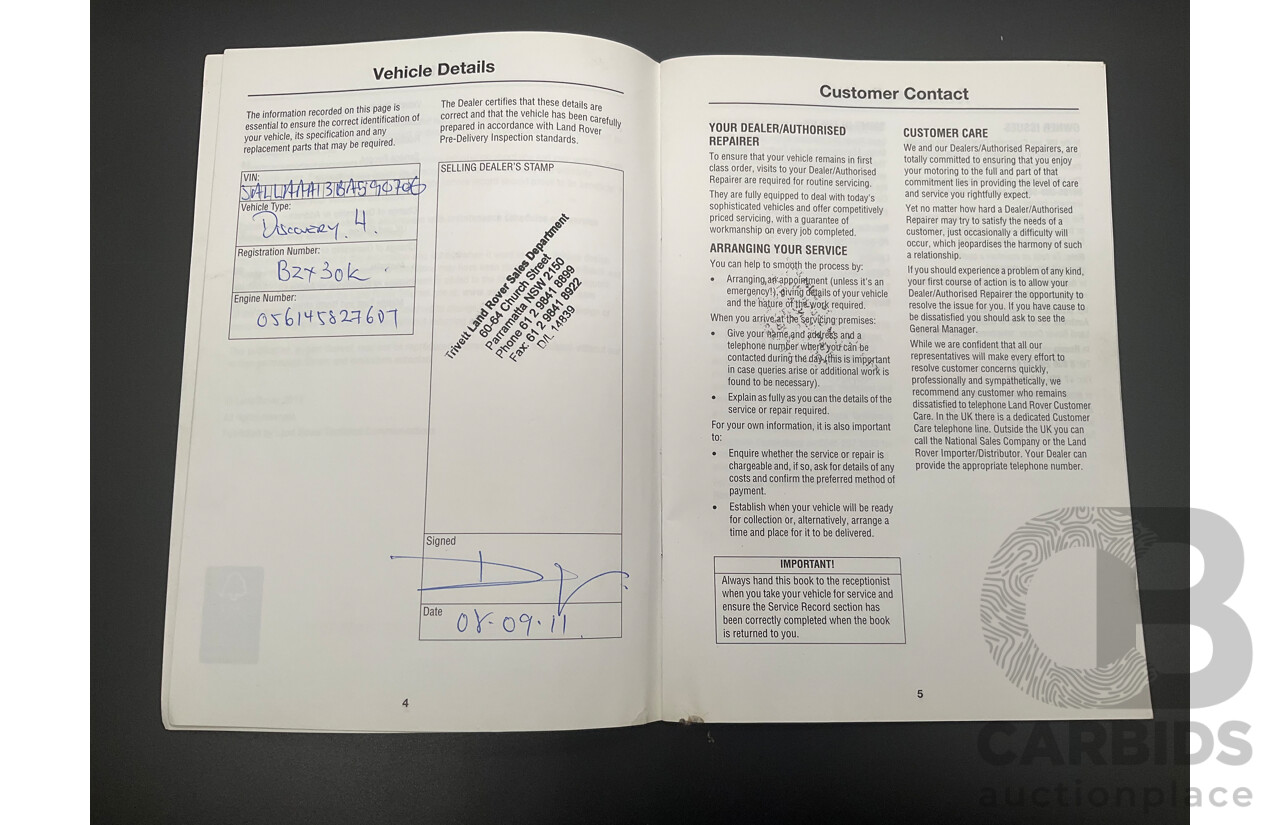 Vehicle Details
The information recorded on this page is
essential to ensure the correct identification of
your vehicle, its specification and any
replacement parts that may be required.
VIN:
SALLAAA13BA594706
Vehicle Type:
Discovery 4.
Registration Number:
BZX30K
Engine Number:
056145827607
The Dealer certifies that these details are
correct and that the vehicle has been carefully
prepared in accordance with Land Rover
Pre-Delivery Inspection standards.
SELLING DEALER'S STAMP
Trivett Land Rover Sales Department
60-64 Church Street
Parramatta NSW 2150
Phone 61 2 9841 8899
Fax: 61 2 9841 8922
D/L 14839
Signed
Date
08.09.11
4
Customer Contact
YOUR DEALER/AUTHORISED
REPAIRER
To ensure that your vehicle remains in first
class order, visits to your Dealer/Authorised
Repairer are required for routine servicing.
They are fully equipped to deal with today's
sophisticated vehicles and offer competitively
priced servicing, with a guarantee of
workmanship on every job completed.
ARRANGING YOUR SERVICE
You can help to smooth the process by:
• Arranging an appointment (unless it's an
emergency!), giving details of your vehicle
and the nature of the work required.
When you arrive at the servicing premises:
• Give your name and address and a
telephone number where you can be
contacted during the day (this is important
in case queries arise or additional work is
found to be necessary).
• Explain as fully as you can the details of the
service or repair required.
For your own information, it is also important
to:
• Enquire whether the service or repair is
chargeable and, if so, ask for details of any
costs and confirm the preferred method of
payment.
• Establish when your vehicle will be ready
for collection or, alternatively, arrange a
time and place for it to be delivered.
IMPORTANT!
Always hand this book to the receptionist
when you take your vehicle for service and
ensure the Service Record section has
been correctly completed when the book
is returned to you.
CUSTOMER CARE
We and our Dealers/Authorised Repairers, are
totally committed to ensuring that you enjoy
your motoring to the full and part of that
commitment lies in providing the level of care
and service you rightfully expect.
Yet no matter how hard a Dealer/Authorised
Repairer may try to satisfy the needs of a
customer, just occasionally a difficulty will
occur, which jeopardises the harmony of such
a relationship.
If you should experience a problem of any kind,
your first course of action is to allow your
Dealer/Authorised Repairer the opportunity to
resolve the issue for you. If you have cause to
be dissatisfied you should ask to see the
General Manager.
While we are confident that all our
representatives will make every effort to
resolve customer concerns quickly,
professionally and sympathetically, we
recommend any customer who remains
dissatisfied to telephone Land Rover Customer
Care. In the UK there is a dedicated Customer
Care telephone line. Outside the UK you can
call the National Sales Company or the Land
Rover Importer/Distributor. Your Dealer can
provide the appropriate telephone number.
5
CB
CARBIDS
auctionplace